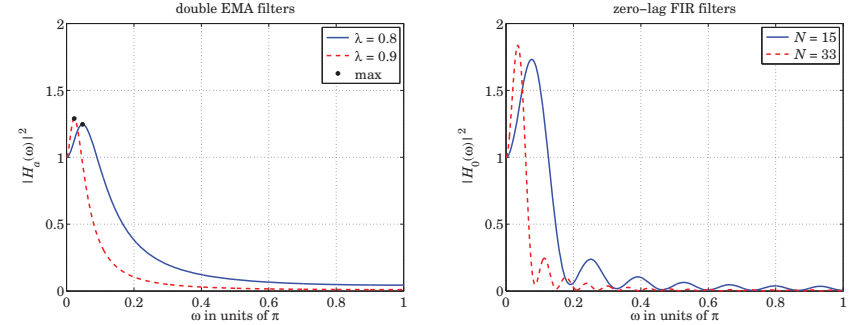 double EMA filters
2
1.5
1
0.5
0
|Hₐ(ω)|²
λ = 0.8
λ = 0.9
max
0 0.2 0.4 0.6 0.8 1
ω in units of π
zero−lag FIR filters
2
1.5
1
0.5
0
|H₀(ω)|²
N = 15
N = 33
0 0.2 0.4 0.6 0.8 1
ω in units of π